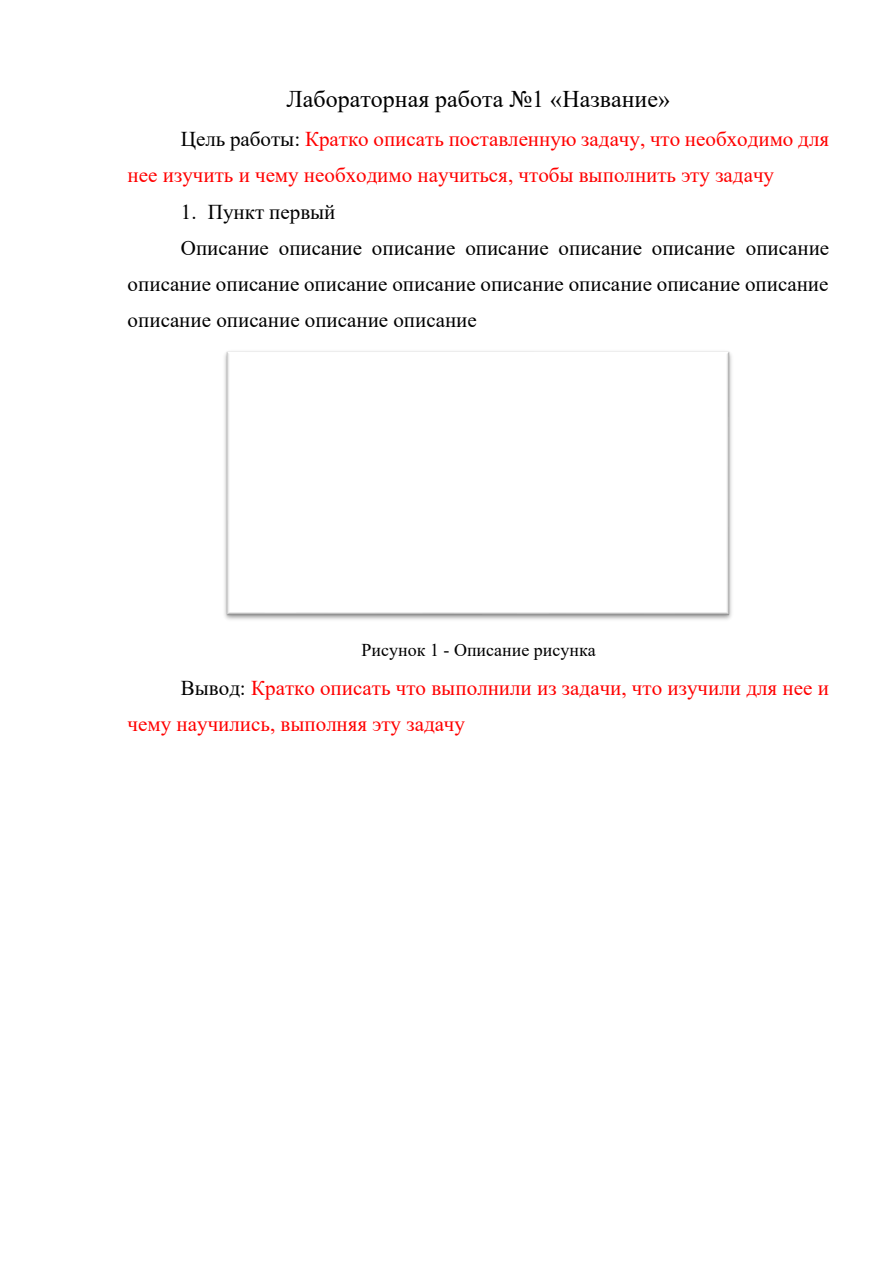 Лабораторная работа №1 «Название»
Цель работы: Кратко описать поставленную задачу, что необходимо для
нее изучить и чему необходимо научиться, чтобы выполнить эту задачу
1. Пункт первый
Описание описание описание описание описание описание описание
описание описание описание описание описание описание описание описание
описание описание описание описание
Рисунок 1 - Описание рисунка
Вывод: Кратко описать что выполнили из задачи, что изучили для нее и
чему научились, выполняя эту задачу